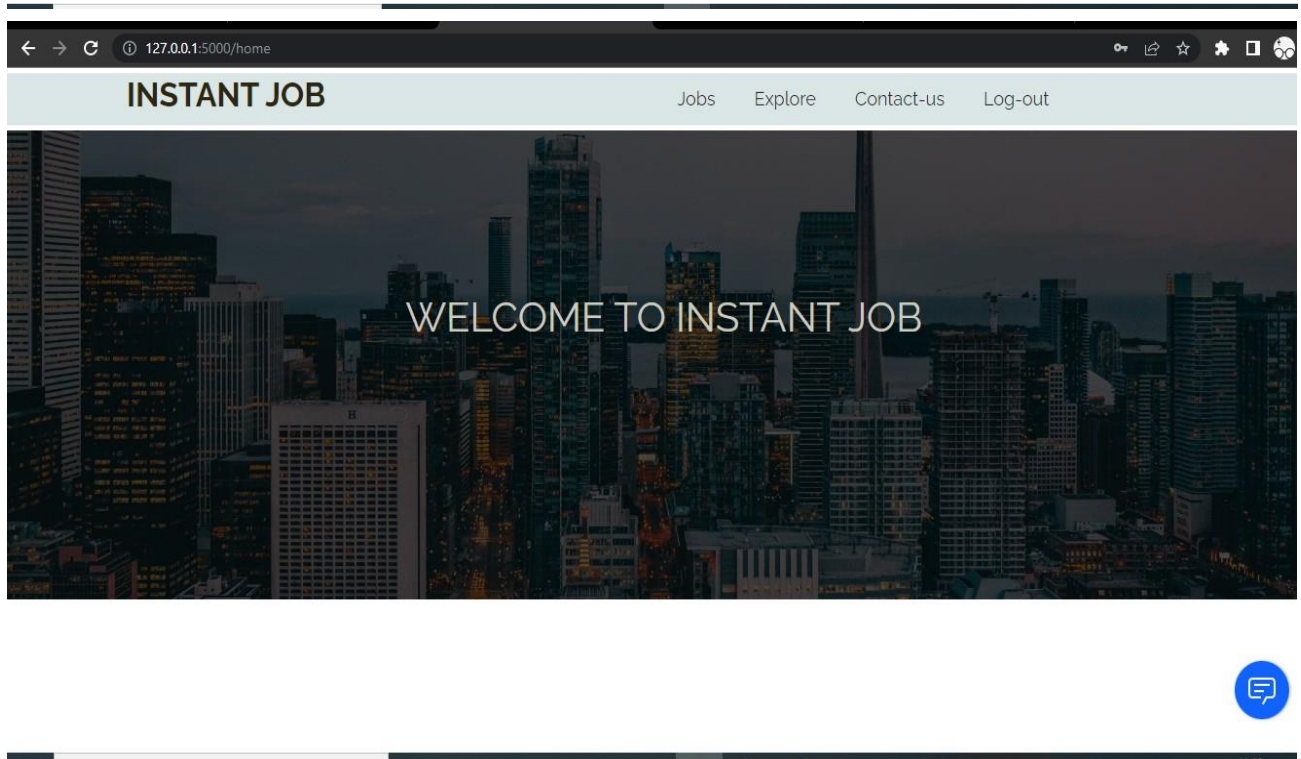 127.0.0.1:5000/home
INSTANT JOB
Jobs Explore Contact-us Log-out
WELCOME TO INSTANT JOB
H